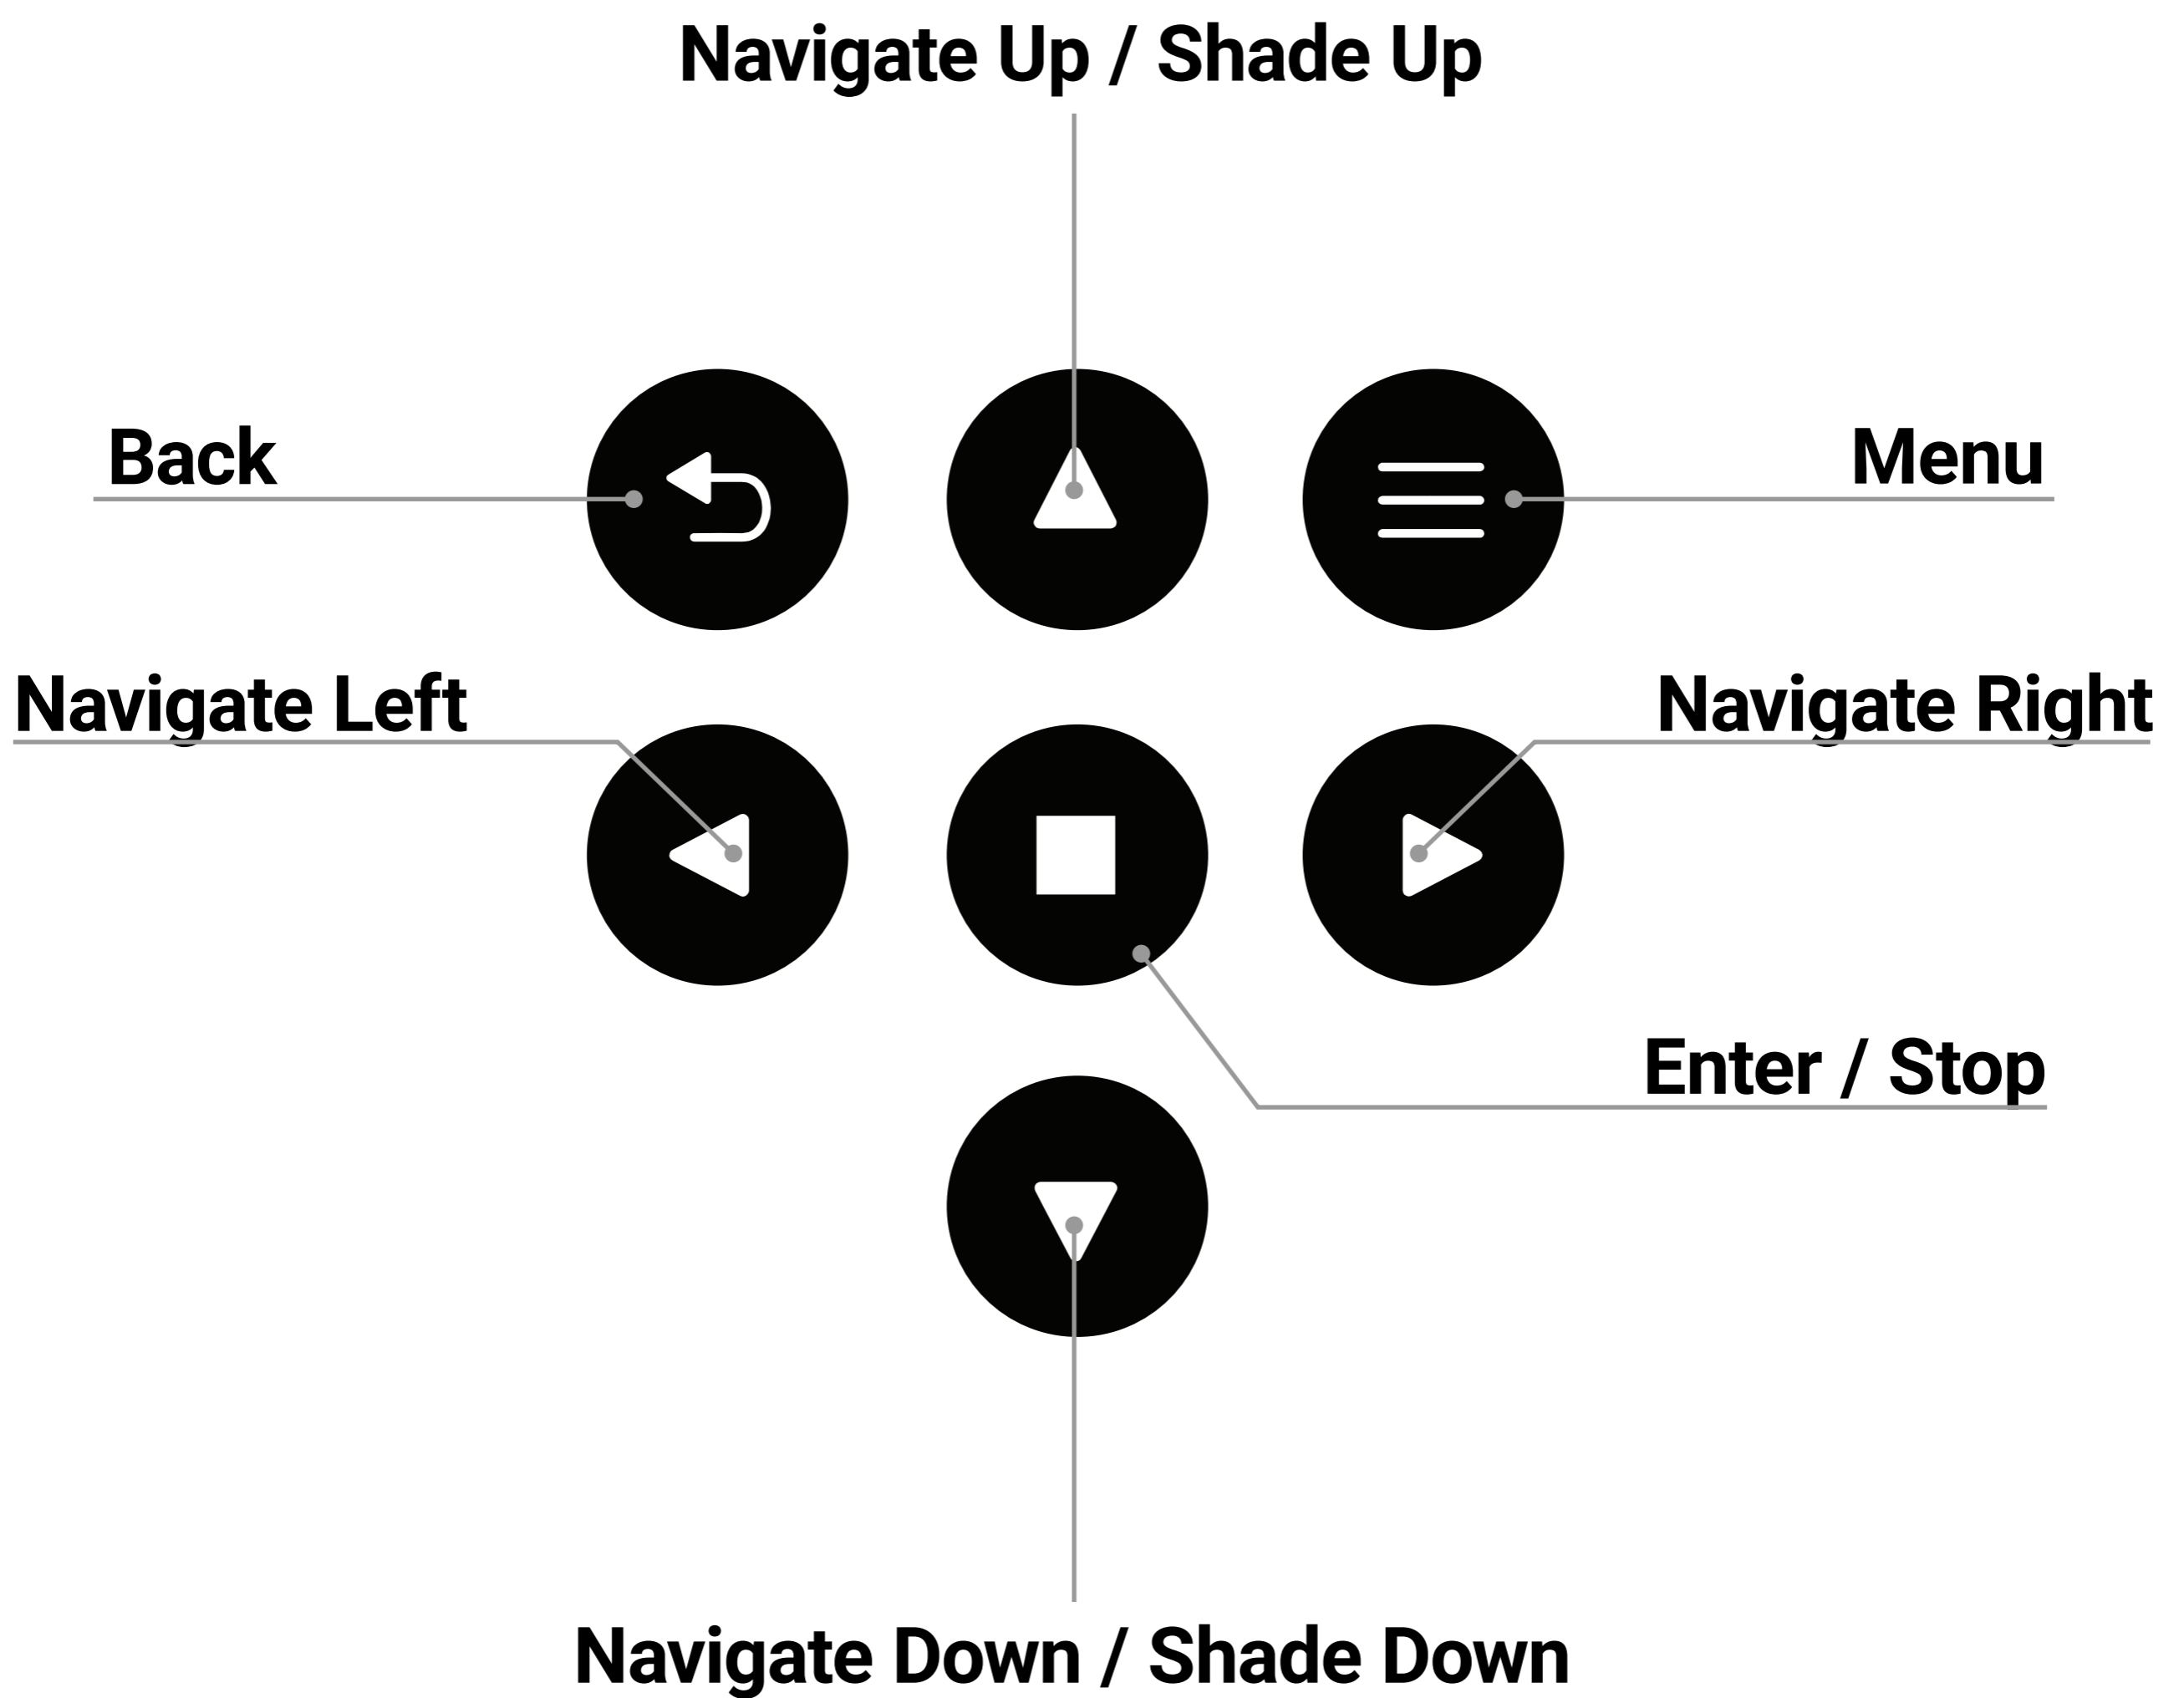 Navigate Up / Shade Up
Back
Menu
Navigate Left
Navigate Right
Enter / Stop
Navigate Down / Shade Down